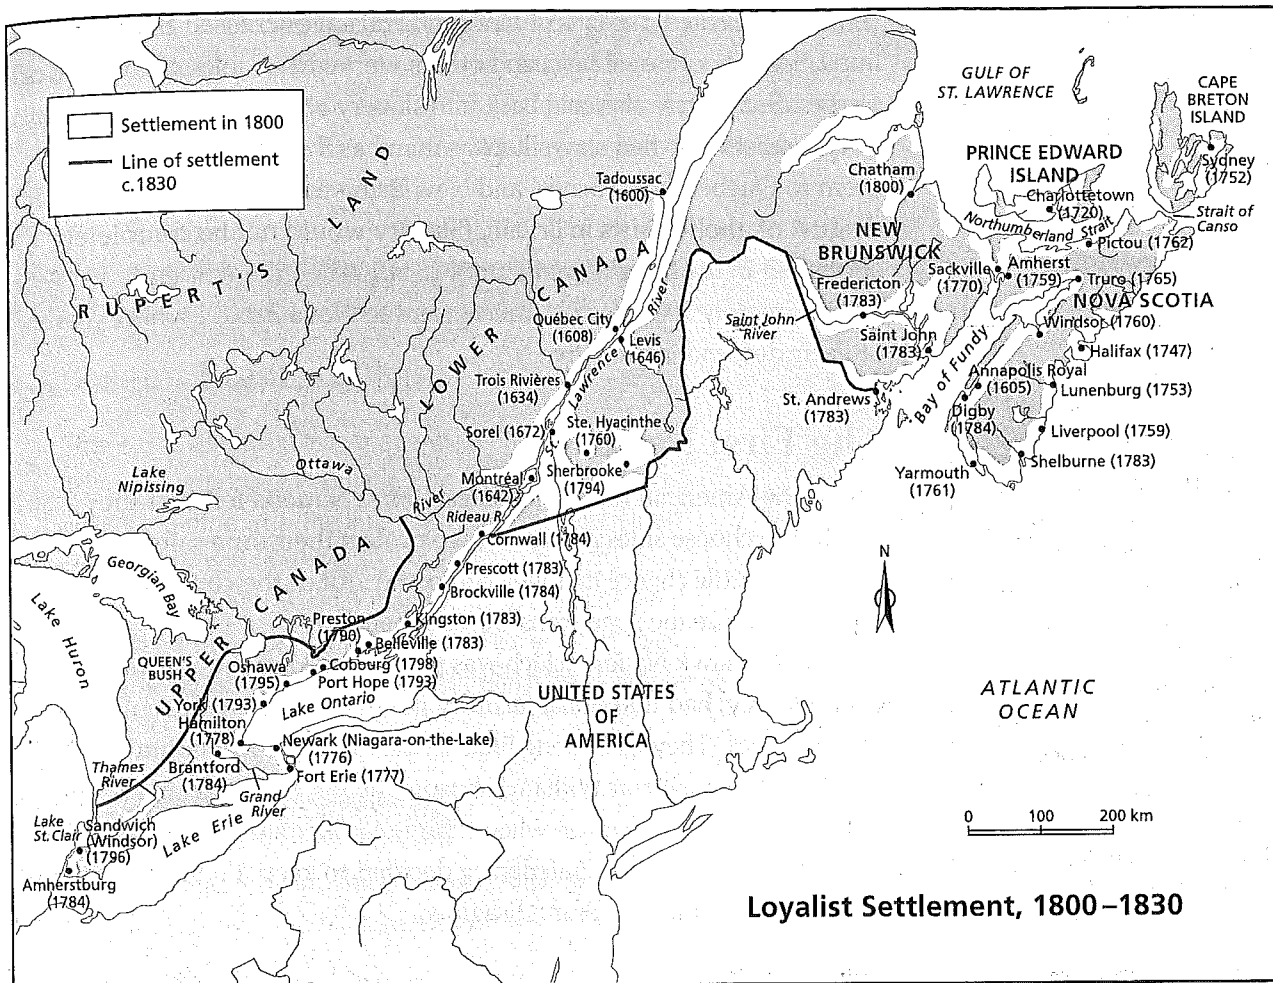 Settlement in 1800
Line of settlement
c.1830
RUPERT'S
LAND
LOWER CANADA
UPPER CANADA
GULF OF
ST. LAWRENCE
CAPE
BRETON
ISLAND
Sydney
(1752)
PRINCE EDWARD
ISLAND
Charlottetown
(1720)
Northumberland Strait
Strait of
Canso
Pictou (1762)
Chatham
(1800)
Tadoussac
(1600)
NEW
BRUNSWICK
Sackville
(1770)
Amherst
(1759)
Truro (1765)
NOVA SCOTIA
Fredericton
(1783)
Windsor (1760)
Saint John
River
Saint John
(1783)
Halifax (1747)
Bay of Fundy
Annapolis Royal
(1605)
Lunenburg (1753)
St. Andrews
(1783)
Digby
(1784)
Liverpool (1759)
Shelburne (1783)
Yarmouth
(1761)
Québec City
(1608)
Levis
(1646)
St. Lawrence River
Trois Rivières
(1634)
Sorel (1672)
Ste. Hyacinthe
(1760)
Sherbrooke
(1794)
Montréal
(1642)
Ottawa River
Rideau R.
Lake
Nipissing
Cornwall (1784)
Prescott (1783)
Brockville (1784)
Kingston (1783)
Preston
(1790)
Belleville (1783)
Coburg (1798)
Port Hope (1793)
Oshawa
(1795)
York (1793)
Hamilton
(1778)
Lake Ontario
Newark (Niagara-on-the-Lake)
(1776)
Fort Erie (1777)
Brantford
(1784)
Grand
River
Thames
River
Lake Erie
Georgian Bay
Lake Huron
QUEEN'S
BUSH
Lake
St. Clair
Sandwich
(Windsor)
(1796)
Amherstburg
(1784)
UNITED STATES
OF
AMERICA
N
ATLANTIC
OCEAN
0 100 200 km
Loyalist Settlement, 1800–1830